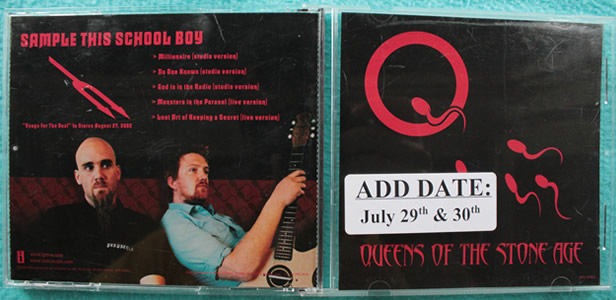 SAMPLE THIS SCHOOL BOY
> Millionaire (studio version)
> No One Knows (studio version)
> God is in the Radio (studio version)
> Monsters in the Parasol (live version)
> Lost Art of Keeping a Secret (live version)
"Songs For The Deaf" in Stores August 27, 2002
ADD DATE:
July 29th & 30th
QUEENS OF THE STONE AGE